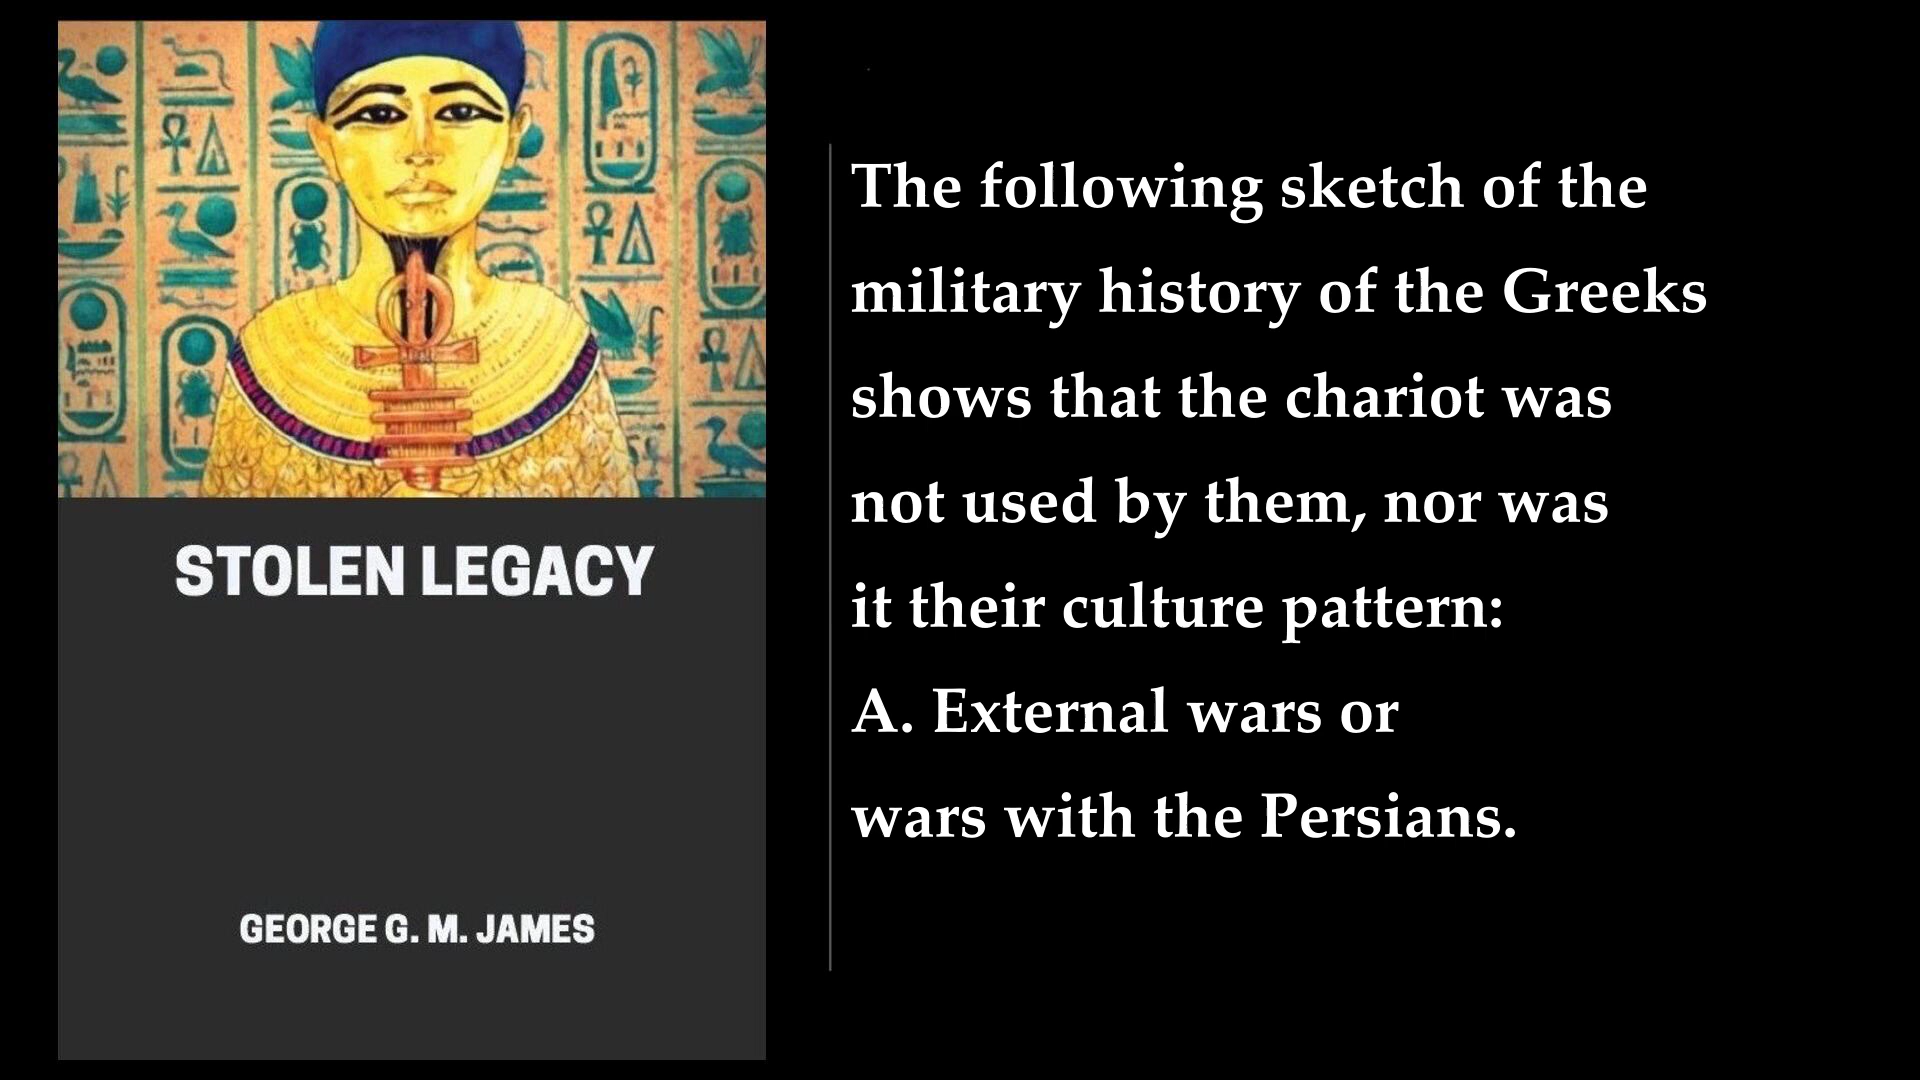 STOLEN LEGACY
GEORGE G. M. JAMES
The following sketch of the
military history of the Greeks
shows that the chariot was
not used by them, nor was
it their culture pattern:
A. External wars or
wars with the Persians.